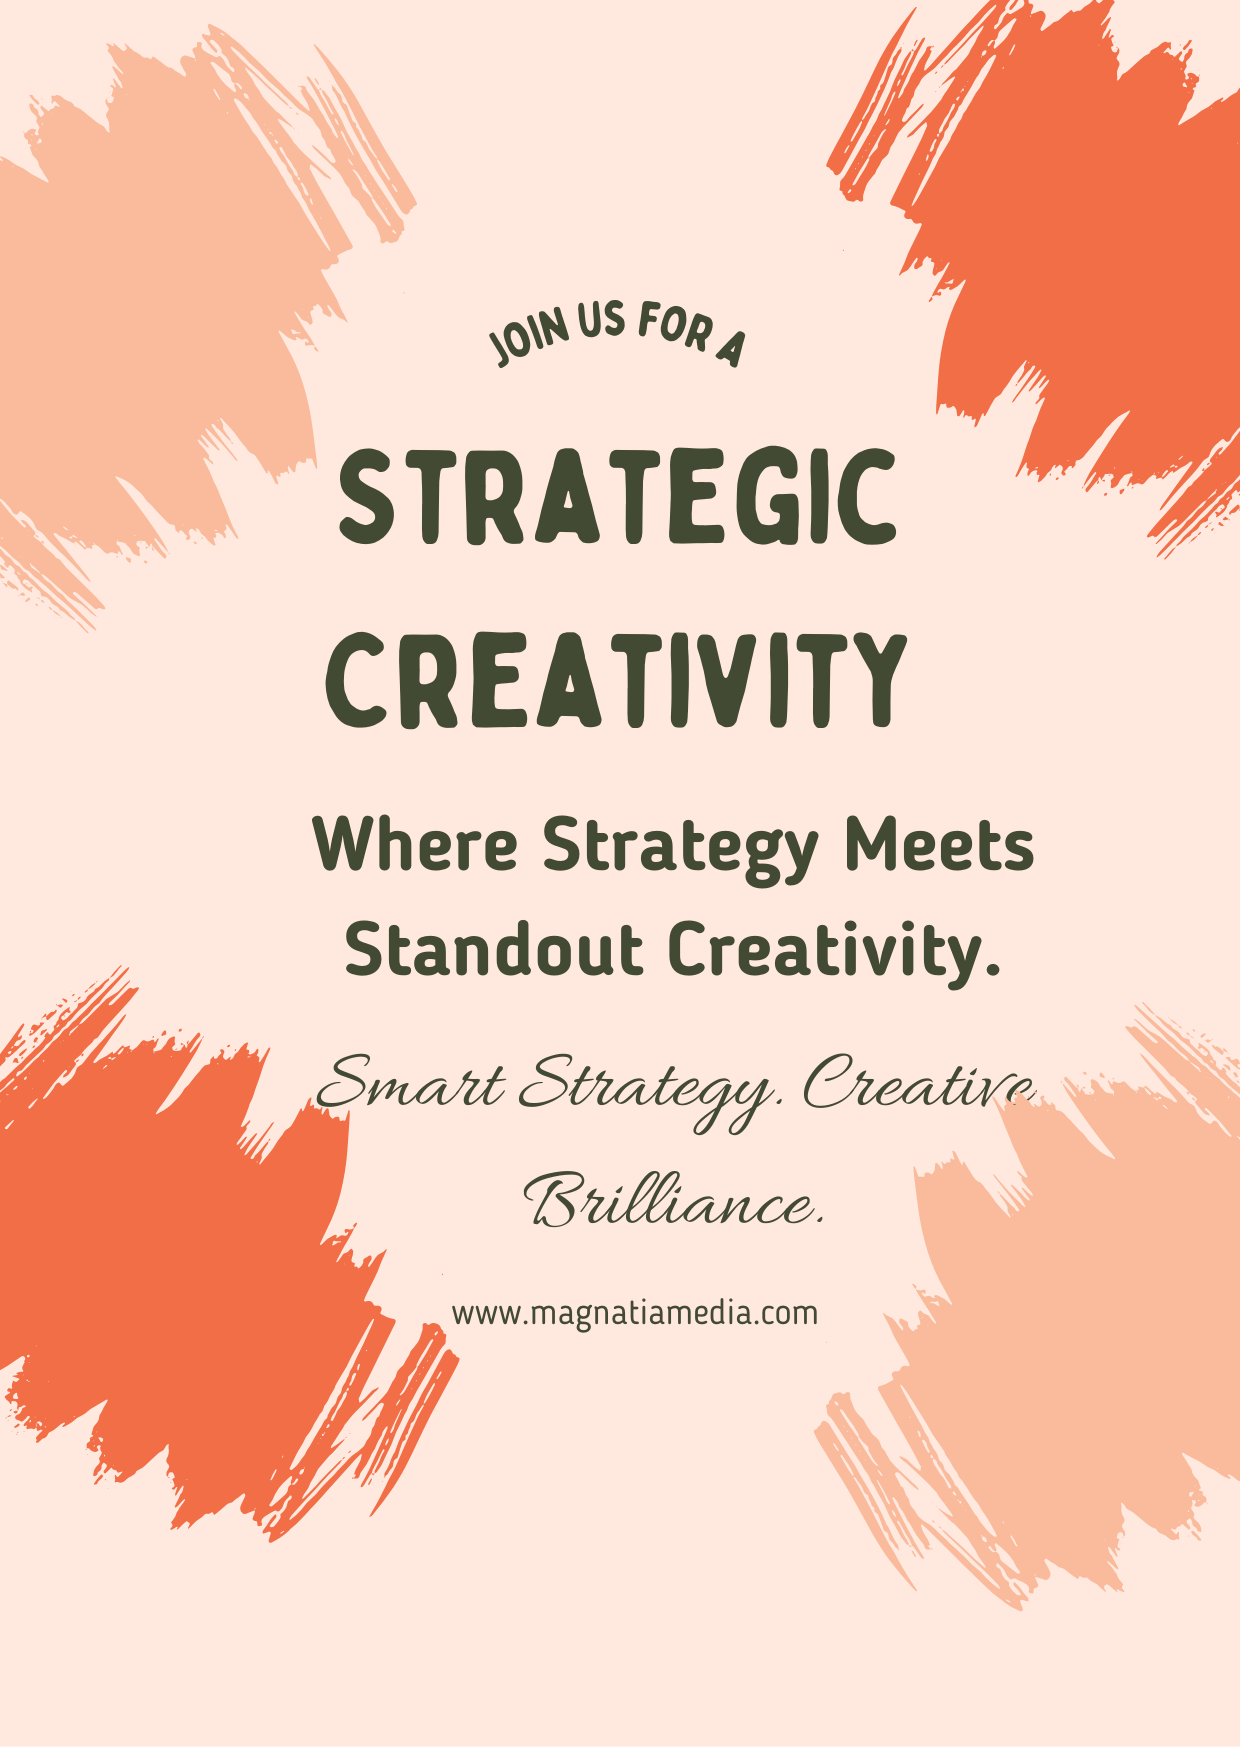 JOIN US FOR A
STRATEGIC
CREATIVITY
Where Strategy Meets
Standout Creativity.
Smart Strategy. Creative
Brilliance.
www.magnatiamedia.com